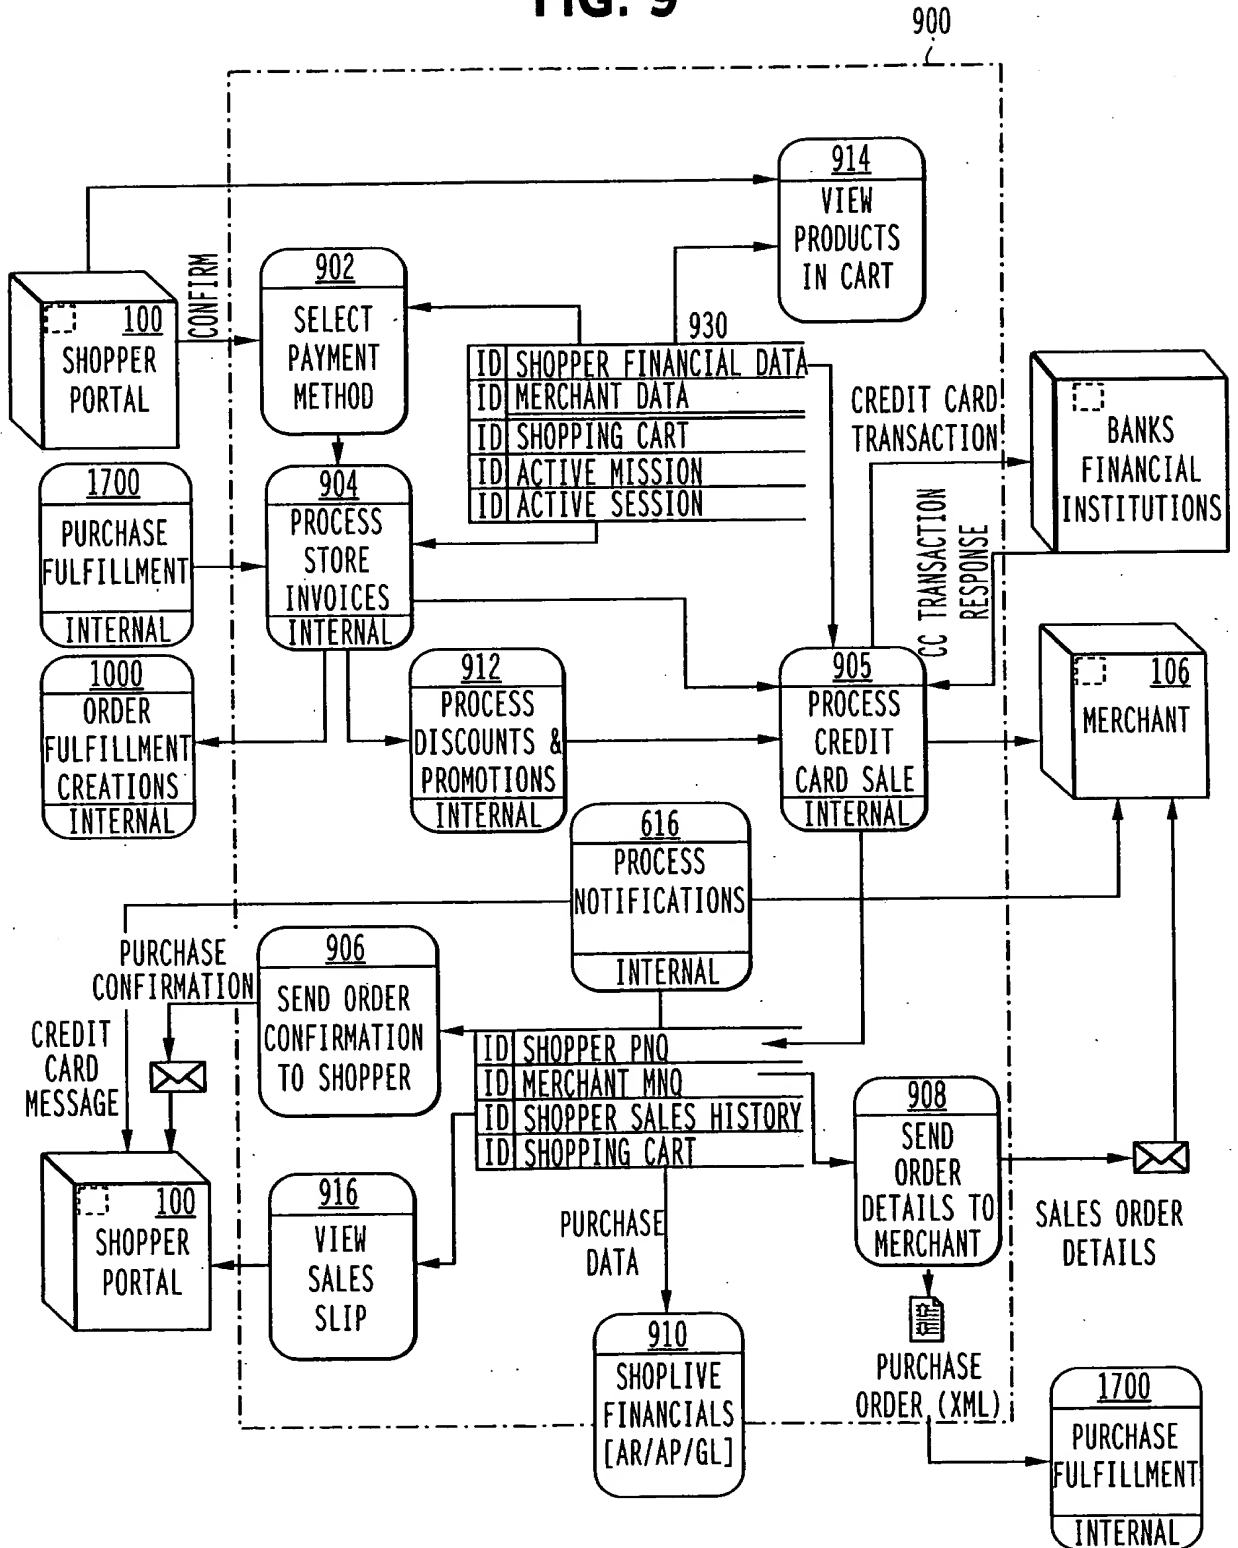 FIG. 9
900
914
VIEW
PRODUCTS
IN CART
CONFIRM
902
SELECT
PAYMENT
METHOD
100
SHOPPER
PORTAL
930
ID SHOPPER FINANCIAL DATA
ID MERCHANT DATA
ID SHOPPING CART
ID ACTIVE MISSION
ID ACTIVE SESSION
CREDIT CARD
TRANSACTION
BANKS
FINANCIAL
INSTITUTIONS
1700
PURCHASE
FULFILLMENT
INTERNAL
904
PROCESS
STORE
INVOICES
INTERNAL
CC TRANSACTION
RESPONSE
1000
ORDER
FULFILLMENT
CREATIONS
INTERNAL
912
PROCESS
DISCOUNTS &
PROMOTIONS
INTERNAL
905
PROCESS
CREDIT
CARD SALE
INTERNAL
106
MERCHANT
616
PROCESS
NOTIFICATIONS
INTERNAL
PURCHASE
CONFIRMATION
906
SEND ORDER
CONFIRMATION
TO SHOPPER
CREDIT
CARD
MESSAGE
ID SHOPPER PNQ
ID MERCHANT MNQ
ID SHOPPER SALES HISTORY
ID SHOPPING CART
908
SEND
ORDER
DETAILS TO
MERCHANT
SALES ORDER
DETAILS
100
SHOPPER
PORTAL
916
VIEW
SALES
SLIP
PURCHASE
DATA
910
SHOPLIVE
FINANCIALS
[AR/AP/GL]
PURCHASE
ORDER (XML)
1700
PURCHASE
FULFILLMENT
INTERNAL